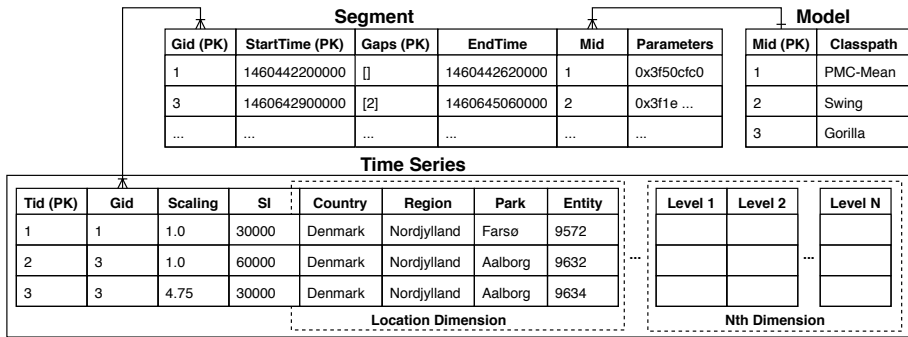 Segment
Model
Gid (PK) StartTime (PK) Gaps (PK) EndTime Mid Parameters
1 1460442200000 [] 1460442620000 1 0x3f50cfc0
3 1460642900000 [2] 1460645060000 2 0x3f1e ...
... ... ... ... ... ...
Mid (PK) Classpath
1 PMC-Mean
2 Swing
3 Gorilla
Time Series
Tid (PK) Gid Scaling SI Country Region Park Entity
1 1 1.0 30000 Denmark Nordjylland Farsø 9572
2 3 1.0 60000 Denmark Nordjylland Aalborg 9632
3 3 4.75 30000 Denmark Nordjylland Aalborg 9634
Location Dimension
...
Level 1 Level 2 Level N
...
Nth Dimension